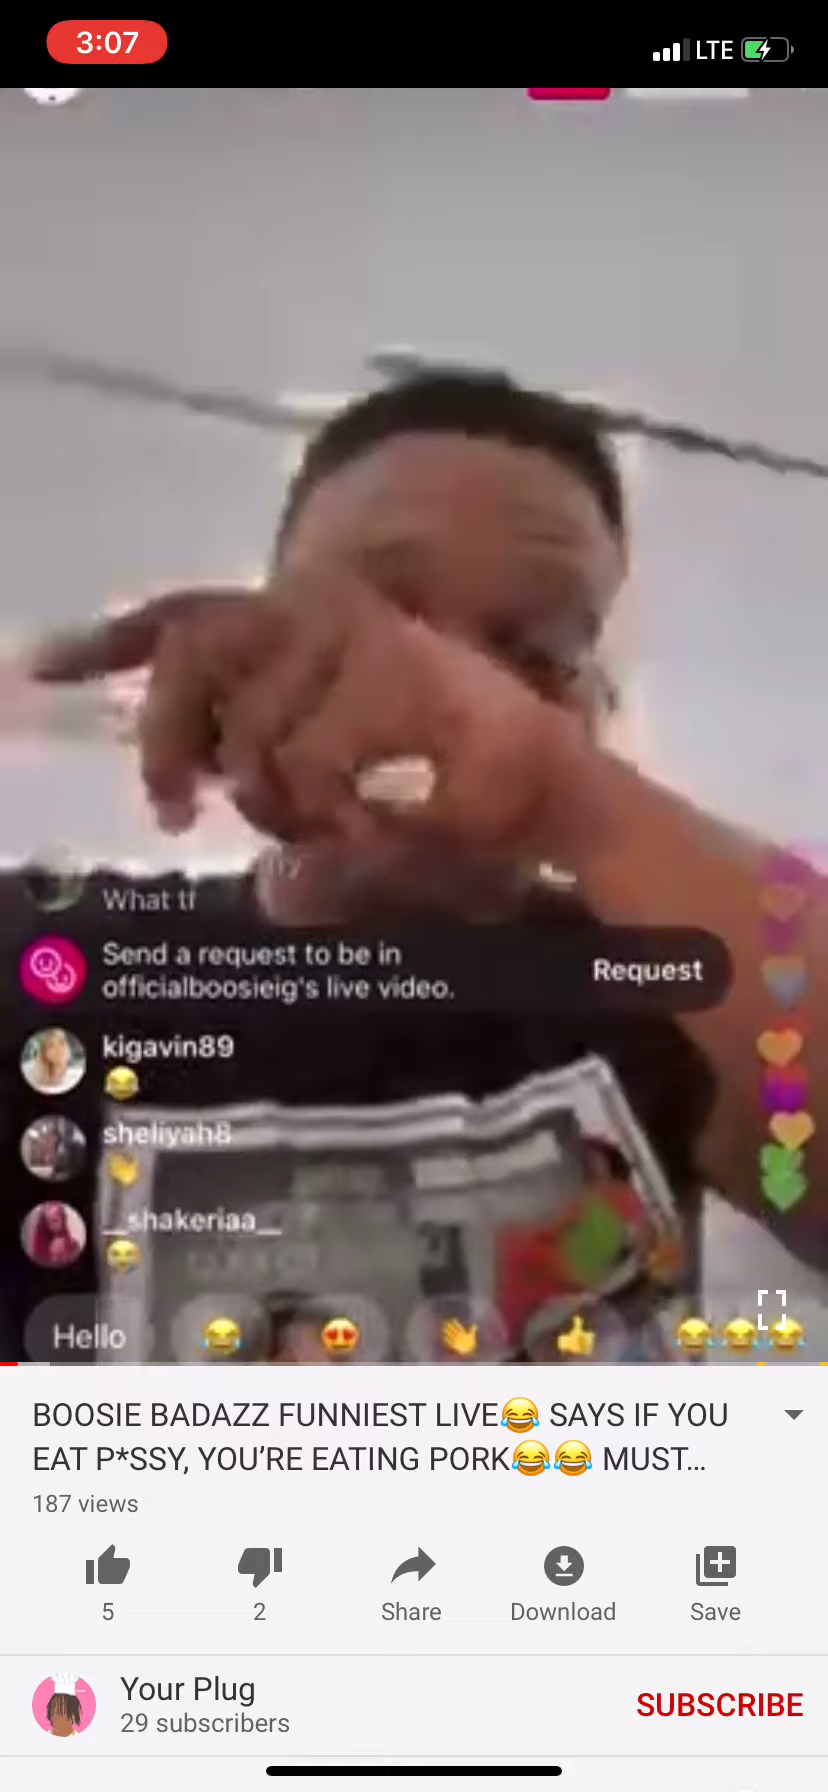 3:07
LTE
What
Send a request to be in
officialboosieig's live video.
Request
kigavin89
😂
sheliyah8
👏
__shakeriaa__
😂
Hello 😂 😍 👏 👍 😂😂😂
BOOSIE BADAZZ FUNNIEST LIVE😂 SAYS IF YOU
EAT P*SSY, YOU’RE EATING PORK😂😂 MUST...
187 views
5
2
Share
Download
Save
Your Plug
29 subscribers
SUBSCRIBE